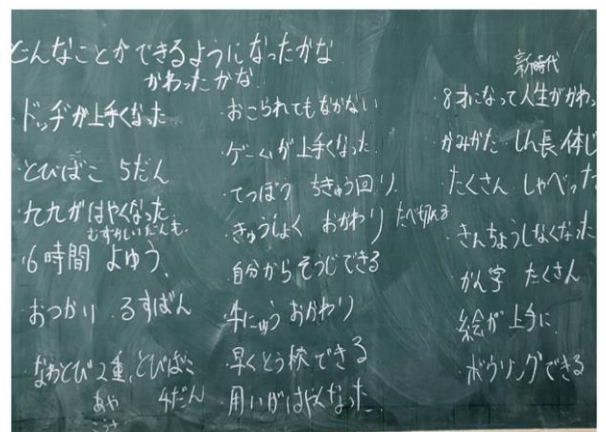 どんなことができるようになったかな
かわったかな
・ドッヂが上手くなった
・とびばこ 5だん
・九九がはやくなった
むずかしいだんも
・6時間 よゆう、
・おつかい るすばん
・なわとび 2重、とびばこ
あや 4だん
・おこられてもなかない
・ゲームが上手くなった
・てつぼう ちきゅう回り
・きゅうしょく おかわり たべ切れる
・自分からそうじできる
・牛にゅう おかわり
・早くとう校できる
・用いがはやくなった
新時代
・8才になって人生がかわっ
・かみがた しん長 体じ
・たくさん しゃべった
・きんちょうしなくなった
・かん字 たくさん
・絵が 上手に
・ボウリングできる